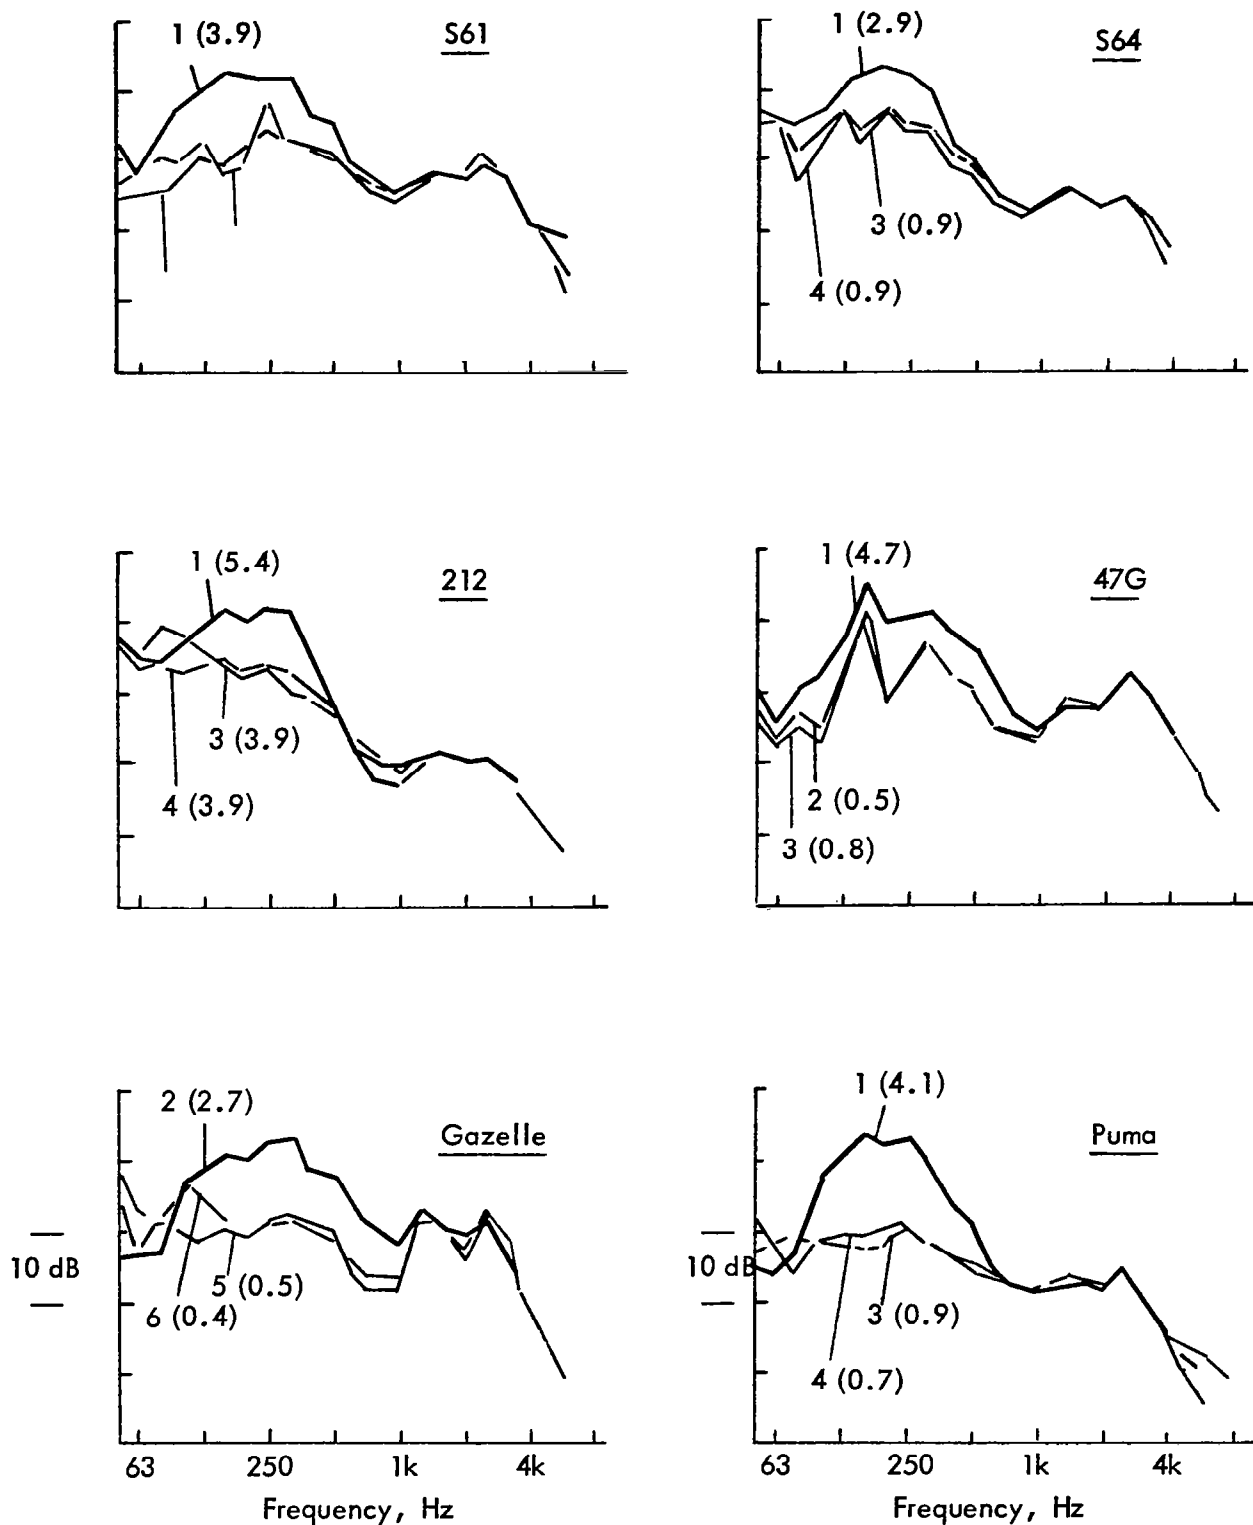 1 (3.9)
S61
1 (2.9)
S64
3 (0.9)
4 (0.9)
1 (5.4)
212
3 (3.9)
4 (3.9)
1 (4.7)
47G
2 (0.5)
3 (0.8)
2 (2.7)
Gazelle
10 dB
5 (0.5)
6 (0.4)
63 250 1k 4k
Frequency, Hz
1 (4.1)
Puma
10 dB
3 (0.9)
4 (0.7)
63 250 1k 4k
Frequency, Hz